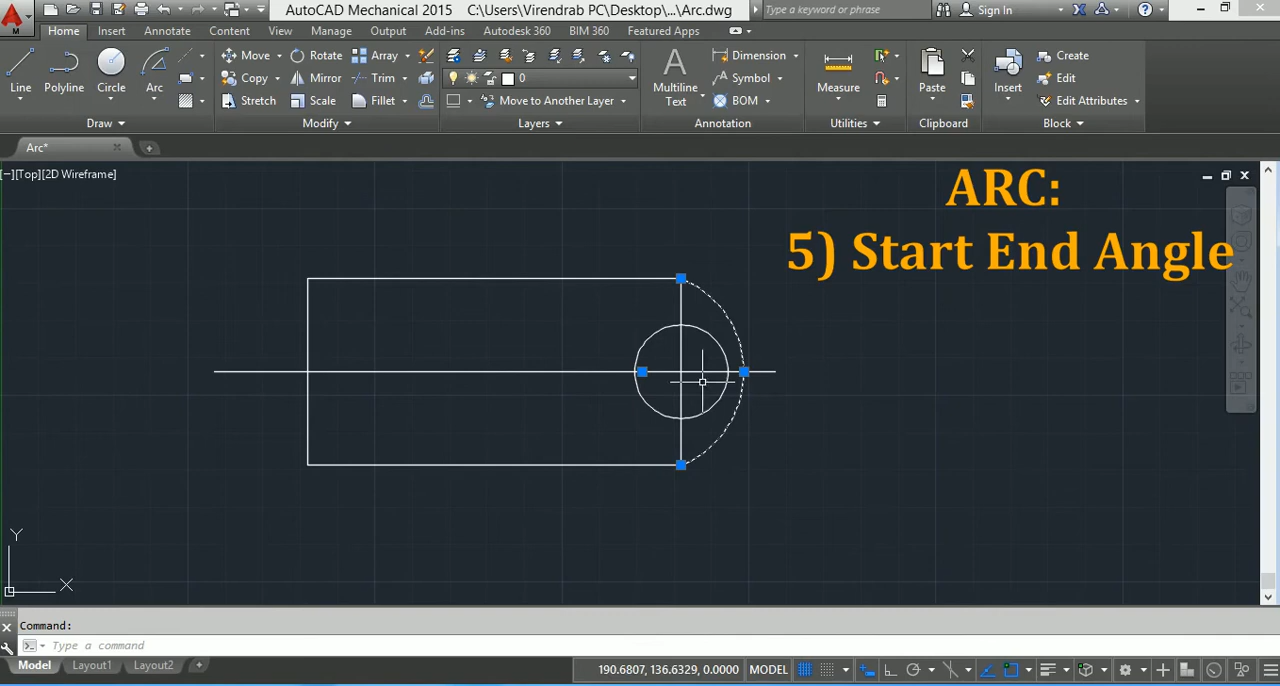 AutoCAD Mechanical 2015 C:\Users\Virendrab PC\Desktop\...\Arc.dwg Type a keyword or phrase Sign In
Home Insert Annotate Parametric Content View Manage Output Add-ins Autodesk 360 BIM 360 Featured Apps
Line Polyline Circle Arc
Move Rotate Array
Copy Mirror Trim
Stretch Scale Fillet
0
Move to Another Layer
Multiline
Text
Dimension
Symbol
BOM
Measure
Paste
Insert
Create
Edit
Edit Attributes
Draw Modify Layers Annotation Utilities Clipboard Block
Arc*
[−][Top][2D Wireframe]
ARC:
5) Start End Angle
Y
X
Command:
Type a command
Model Layout1 Layout2
190.6807, 136.6329, 0.0000 MODEL